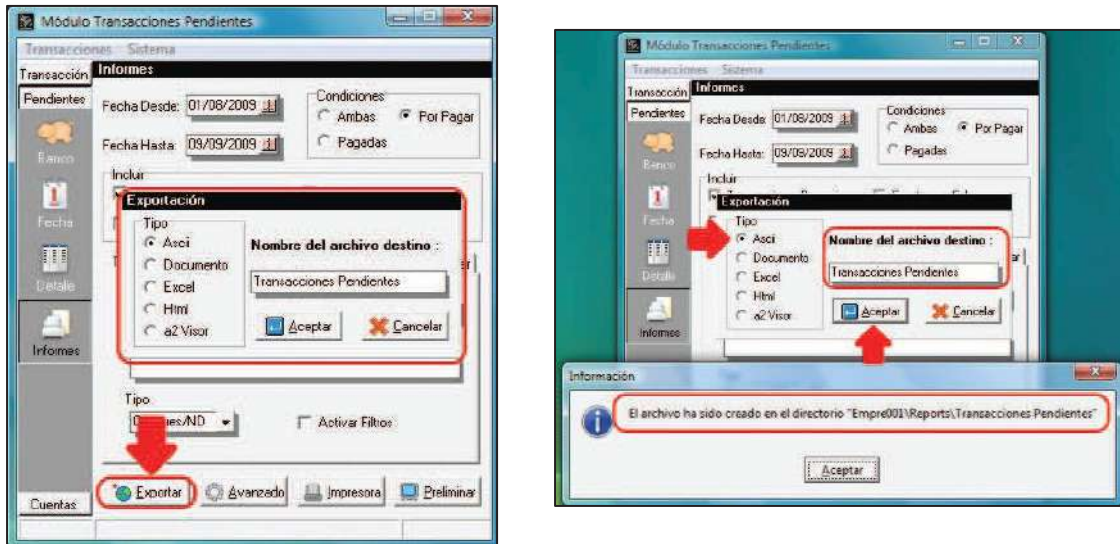 Módulo Transacciones Pendientes
Transacciones Sistema
Transacción
Informes
Pendientes
Fecha Desde: 01/08/2009
Condiciones
Ambas Por Pagar
Pagadas
Fecha Hasta: 09/09/2009
Banco
Incluir
Fecha
Exportación
Tipo
Asci
Documento
Excel
Html
a2 Visor
Nombre del archivo destino :
Transacciones Pendientes
Aceptar Cancelar
Detalle
Informes
Tipo
Activar Filtros
Exportar Avanzado Impresora Preliminar
Cuentas
Módulo Transacciones Pendientes
Transacciones Sistema
Transacción
Informes
Pendientes
Fecha Desde: 01/08/2009
Condiciones
Ambas Por Pagar
Pagadas
Fecha Hasta: 09/09/2009
Banco
Incluir
Fecha
Exportación
Tipo
Asci
Documento
Excel
Html
a2 Visor
Nombre del archivo destino :
Transacciones Pendientes
Aceptar Cancelar
Detalle
Informes
Información
El archivo ha sido creado en el directorio "Empre001\Reports\Transacciones Pendientes"
Aceptar